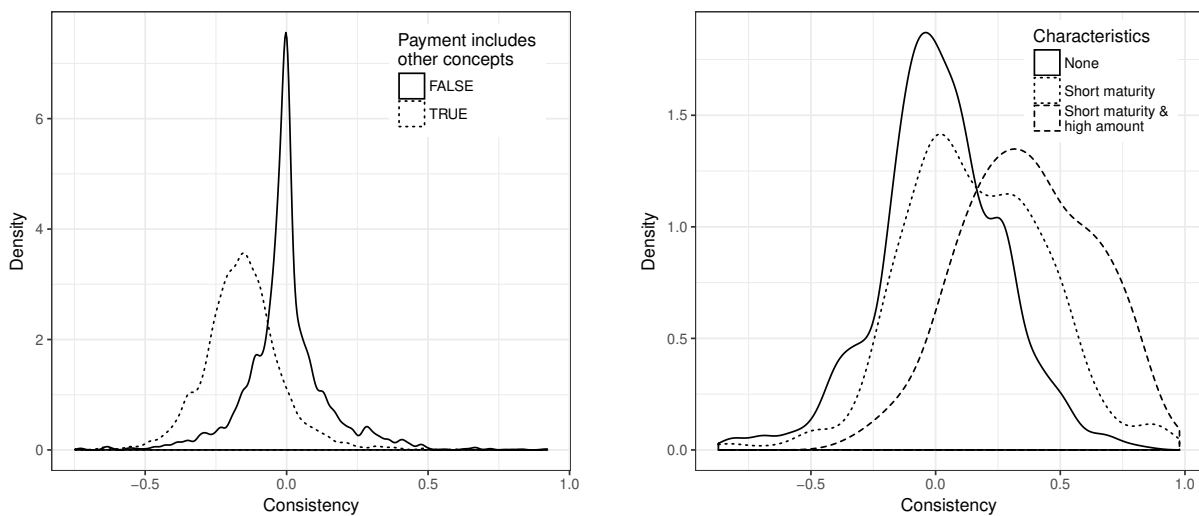 Payment includes
other concepts
FALSE
TRUE
6
4
2
0
−0.5
0.0
0.5
1.0
Consistency
Density
Characteristics
None
Short maturity
Short maturity &
high amount
1.5
1.0
0.5
0.0
−0.5
0.0
0.5
1.0
Consistency
Density